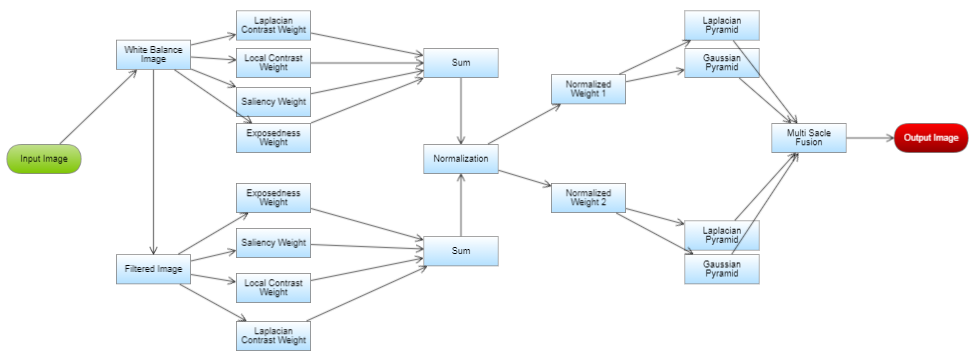 Input Image
White Balance
Image
Filtered Image
Laplacian
Contrast Weight
Local Contrast
Weight
Saliency Weight
Exposedness
Weight
Exposedness
Weight
Saliency Weight
Local Contrast
Weight
Laplacian
Contrast Weight
Sum
Normalization
Sum
Normalized
Weight 1
Normalized
Weight 2
Laplacian
Pyramid
Gaussian
Pyramid
Laplacian
Pyramid
Gaussian
Pyramid
Multi Sacle
Fusion
Output Image